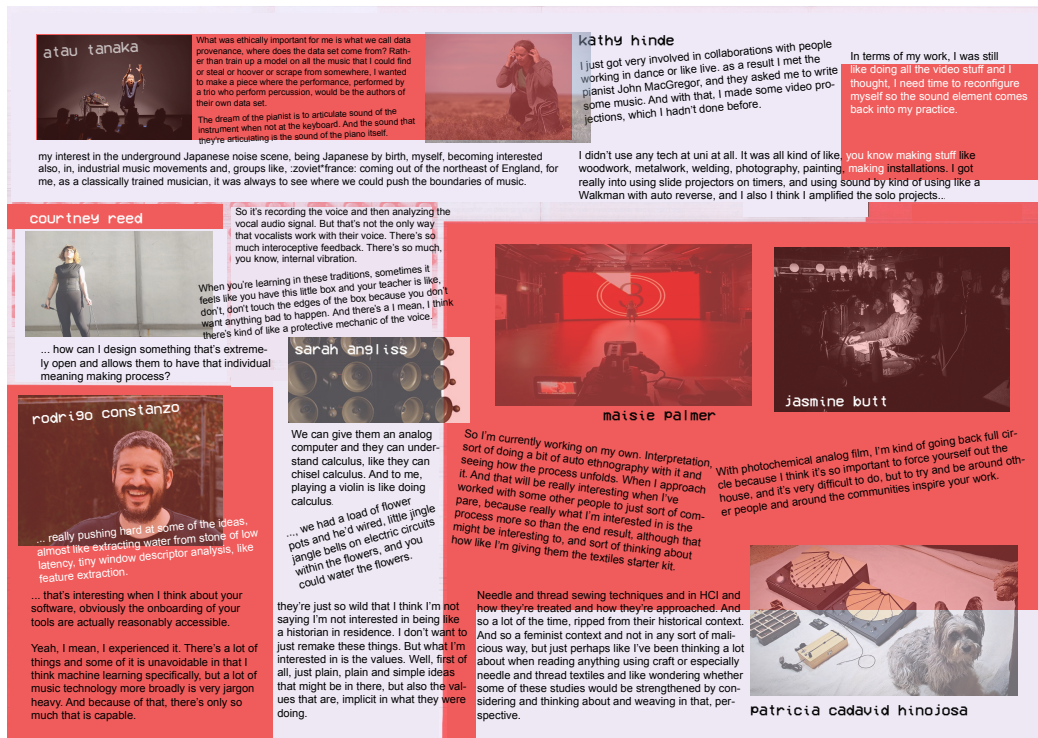 atau tanaka
What was ethically important for me is what we call data
provenance, where does the data set come from? Rath-
er than train up a model on all the music that I could find
or steal or hoover or scrape from somewhere, I wanted
to make a piece where the performance, performed by
a trio who perform percussion, would be the authors of
their own data set.
The dream of the pianist is to articulate sound of the
instrument when not at the keyboard. And the sound that
they're articulating is the sound of the piano itself.
my interest in the underground Japanese noise scene, being Japanese by birth, myself, becoming interested
also, in, industrial music movements and, groups like, :zoviet*france: coming out of the northeast of England, for
me, as a classically trained musician, it was always to see where we could push the boundaries of music.
kathy hinde
I just got very involved in collaborations with people
working in dance or like live. as a result I met the
pianist John MacGregor, and they asked me to write
some music. And with that, I made some video pro-
jections, which I hadn't done before.
In terms of my work, I was still
like doing all the video stuff and I
thought, I need time to reconfigure
myself so the sound element comes
back into my practice.
I didn't use any tech at uni at all. It was all kind of like, you know making stuff like
woodwork, metalwork, welding, photography, painting, making installations. I got
really into using slide projectors on timers, and using sound by kind of using like a
Walkman with auto reverse, and I also I think I amplified the solo projects...
courtney reed
So it's recording the voice and then analyzing the
vocal audio signal. But that's not the only way
that vocalists work with their voice. There's so
much interoceptive feedback. There's so much,
you know, internal vibration.
When you're learning in these traditions, sometimes it
feels like you have this little box and your teacher is like,
don't, don't touch the edges of the box because you don't
want anything bad to happen. And there's a I mean, I think
there's kind of like a protective mechanic of the voice.
... how can I design something that's extreme-
ly open and allows them to have that individual
meaning making process?
sarah angliss
We can give them an analog
computer and they can under-
stand calculus, like they can
chisel calculus. And to me,
playing a violin is like doing
calculus.
..., we had a load of flower
pots and he'd wired, little jingle
jangle bells on electric circuits
within the flowers, and you
could water the flowers.
they're just so wild that I think I'm not
saying I'm not interested in being like
a historian in residence. I don't want to
just remake these things. But what I'm
interested in is the values. Well, first of
all, just plain, plain and simple ideas
that might be in there, but also the val-
ues that are, implicit in what they were
doing.
rodrigo constanzo
... really pushing hard at some of the ideas,
almost like extracting water from stone of low
latency, tiny window descriptor analysis, like
feature extraction.
... that's interesting when I think about your
software, obviously the onboarding of your
tools are actually reasonably accessible.
Yeah, I mean, I experienced it. There's a lot of
things and some of it is unavoidable in that I
think machine learning specifically, but a lot of
music technology more broadly is very jargon
heavy. And because of that, there's only so
much that is capable.
3
maisie palmer
So I'm currently working on my own. Interpretation,
sort of doing a bit of auto ethnography with it and
seeing how the process unfolds. When I approach
it. And that will be really interesting when I've
worked with some other people to just sort of com-
pare, because really what I'm interested in is the
process more so than the end result, although that
might be interesting to, and sort of thinking about
how like I'm giving them the textiles starter kit.
Needle and thread sewing techniques and in HCI and
how they're treated and how they're approached. And
so a lot of the time, ripped from their historical context.
And so a feminist context and not in any sort of mali-
cious way, but just perhaps like I've been thinking a lot
about when reading anything using craft or especially
needle and thread textiles and like wondering whether
some of these studies would be strengthened by con-
sidering and thinking about and weaving in that, per-
spective.
jasmine butt
With photochemical analog film, I'm kind of going back full cir-
cle because I think it's so important to force yourself out the
house, and it's very difficult to do, but to try and be around oth-
er people and around the communities inspire your work.
patricia cadavid hinojosa